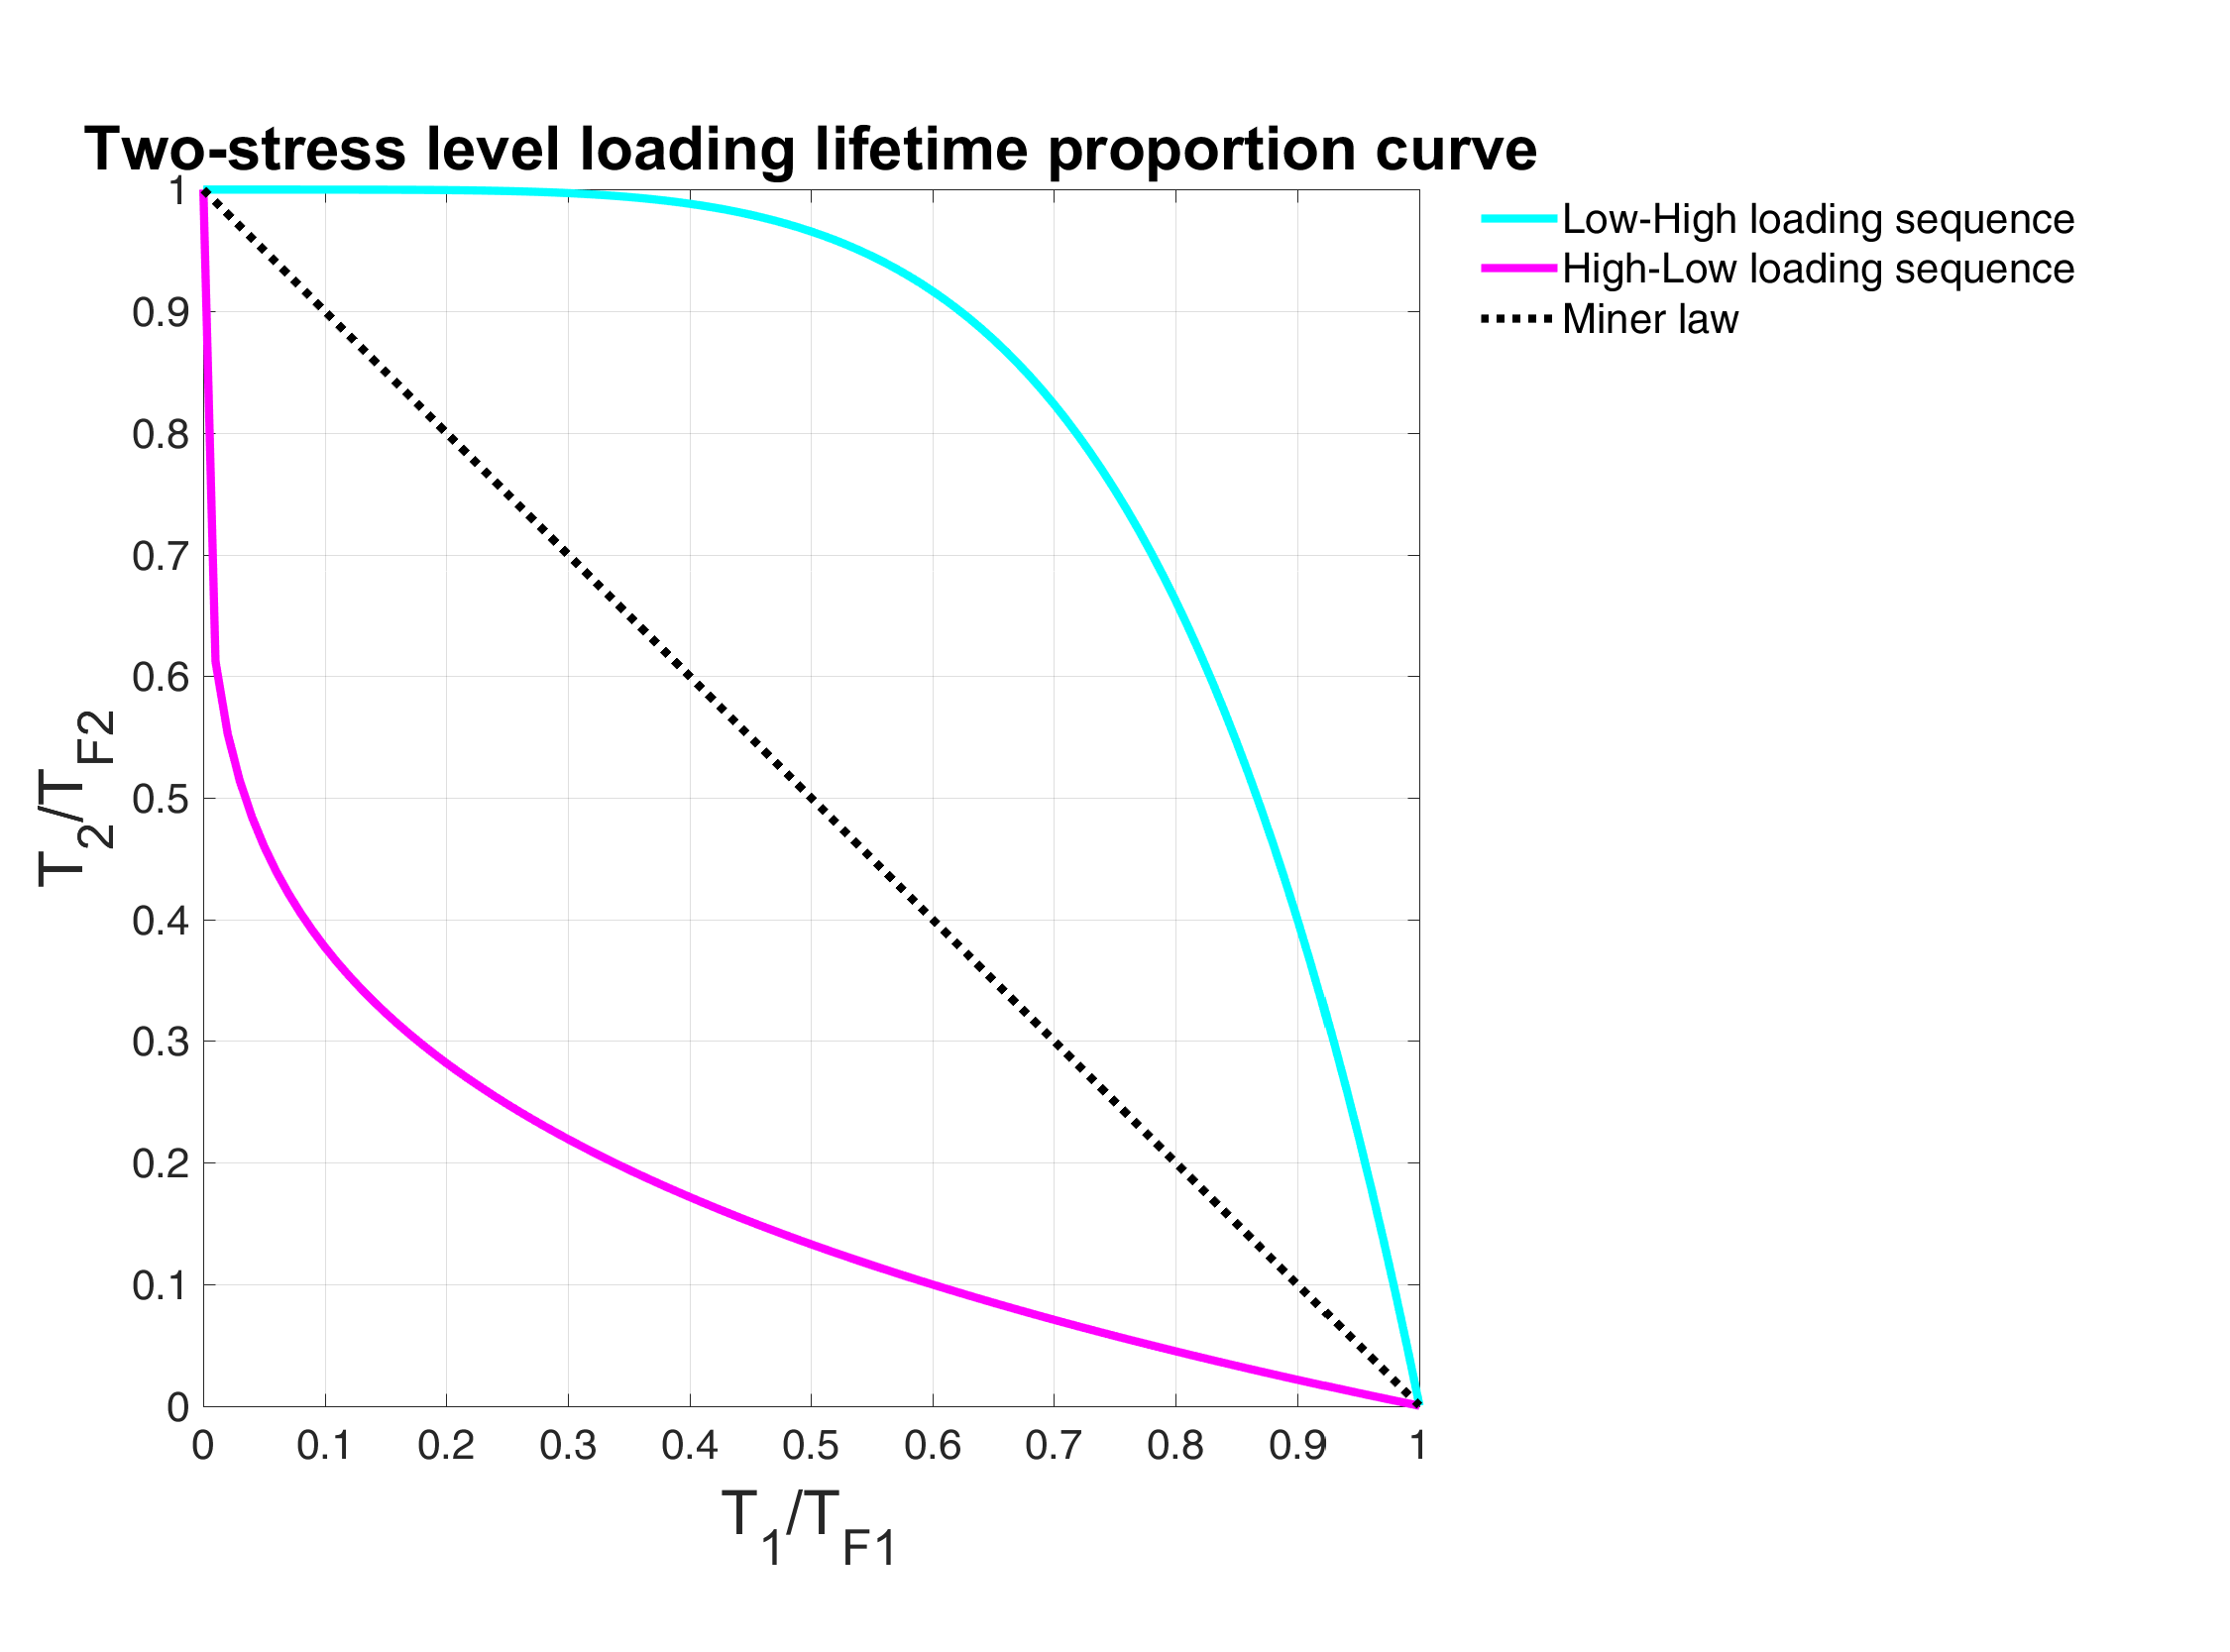 Two-stress level loading lifetime proportion curve
Low-High loading sequence
High-Low loading sequence
Miner law
1
0.9
0.8
0.7
0.6
0.5
0.4
0.3
0.2
0.1
0
T2/TF2
0 0.1 0.2 0.3 0.4 0.5 0.6 0.7 0.8 0.9 1
T1/TF1